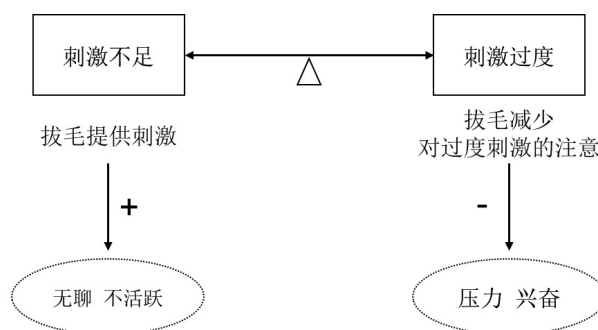 刺激不足
刺激过度
拔毛提供刺激
拔毛减少
对过度刺激的注意
+
-
无聊 不活跃
压力 兴奋